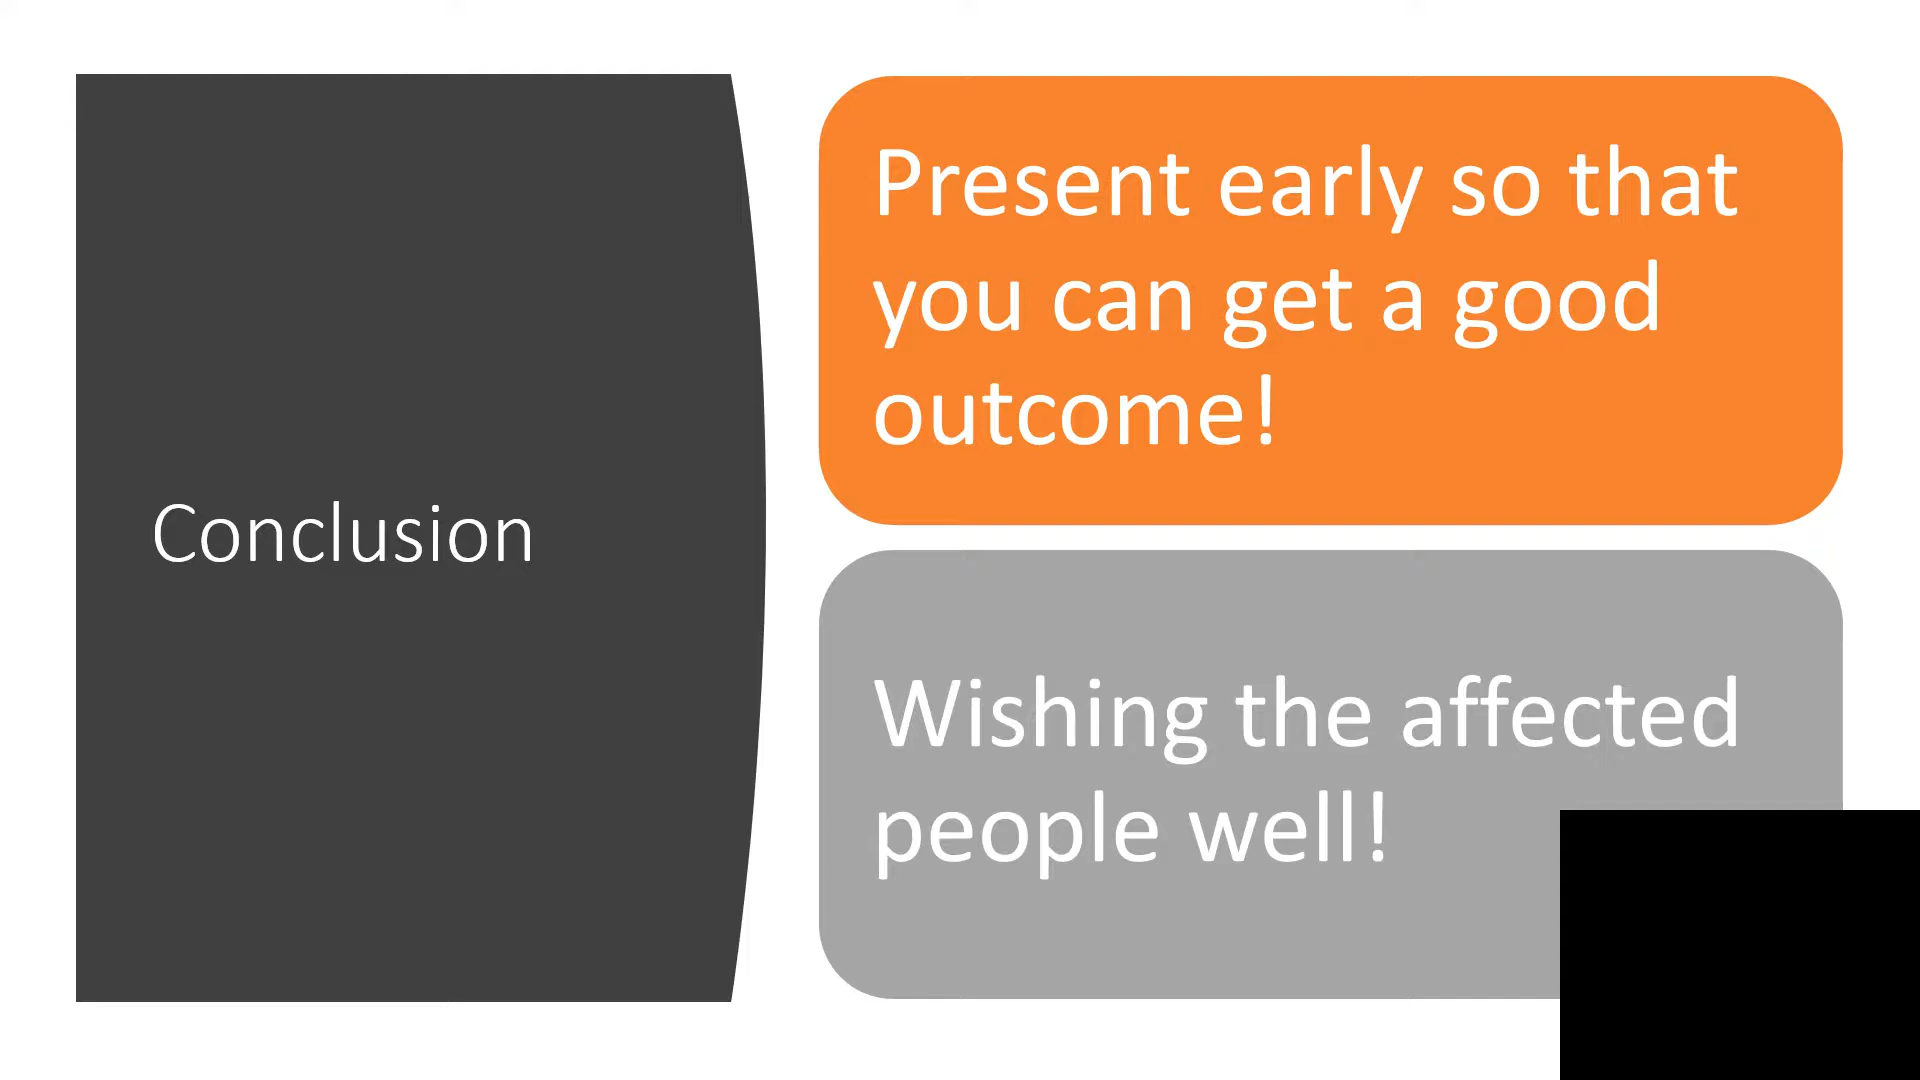 Conclusion
Present early so that
you can get a good
outcome!
Wishing the affected
people well!